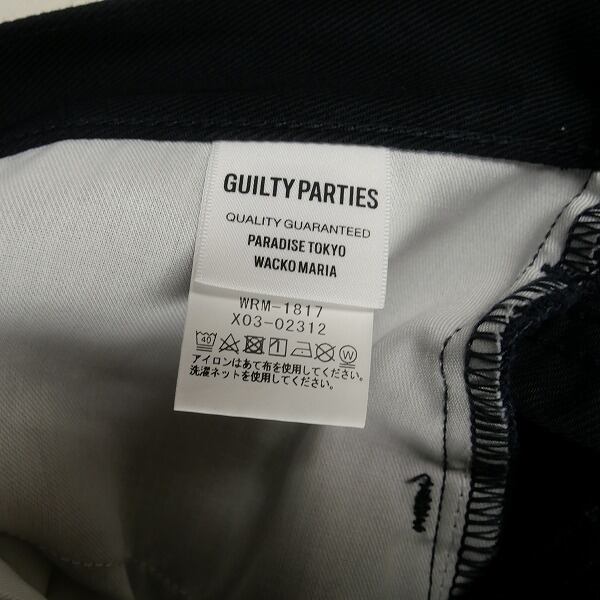 GUILTY PARTIES
QUALITY GUARANTEED
PARADISE TOKYO
WACKO MARIA
WRM-1817
X03-02312
40 W
アイロンはあて布を使用してください。
洗濯ネットを使用してください。